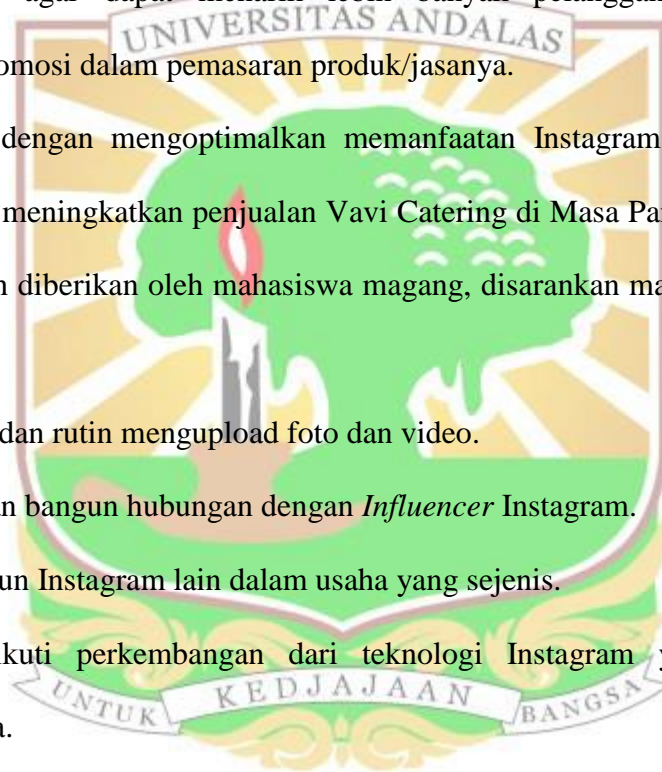 agar dapat menarik lebih banyak pelanggan
UNIVERSITAS ANDALAS
omosi dalam pemasaran produk/jasanya.
dengan mengoptimalkan memanfaatan Instagram
meningkatkan penjualan Vavi Catering di Masa Pa
n diberikan oleh mahasiswa magang, disarankan ma
dan rutin mengupload foto dan video.
an bangun hubungan dengan Influencer Instagram.
un Instagram lain dalam usaha yang sejenis.
ikuti perkembangan dari teknologi Instagram y
UNTUK KEDJAJAAN BANGSA
a.